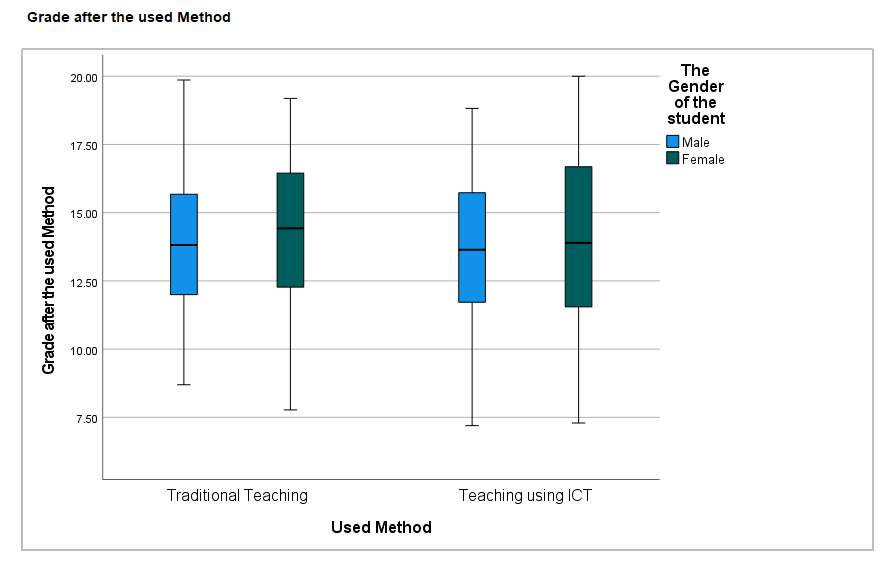 Grade after the used Method
The
Gender
of the
student
Male
Female
Grade after the used Method
20.00
17.50
15.00
12.50
10.00
7.50
Traditional Teaching
Teaching using ICT
Used Method